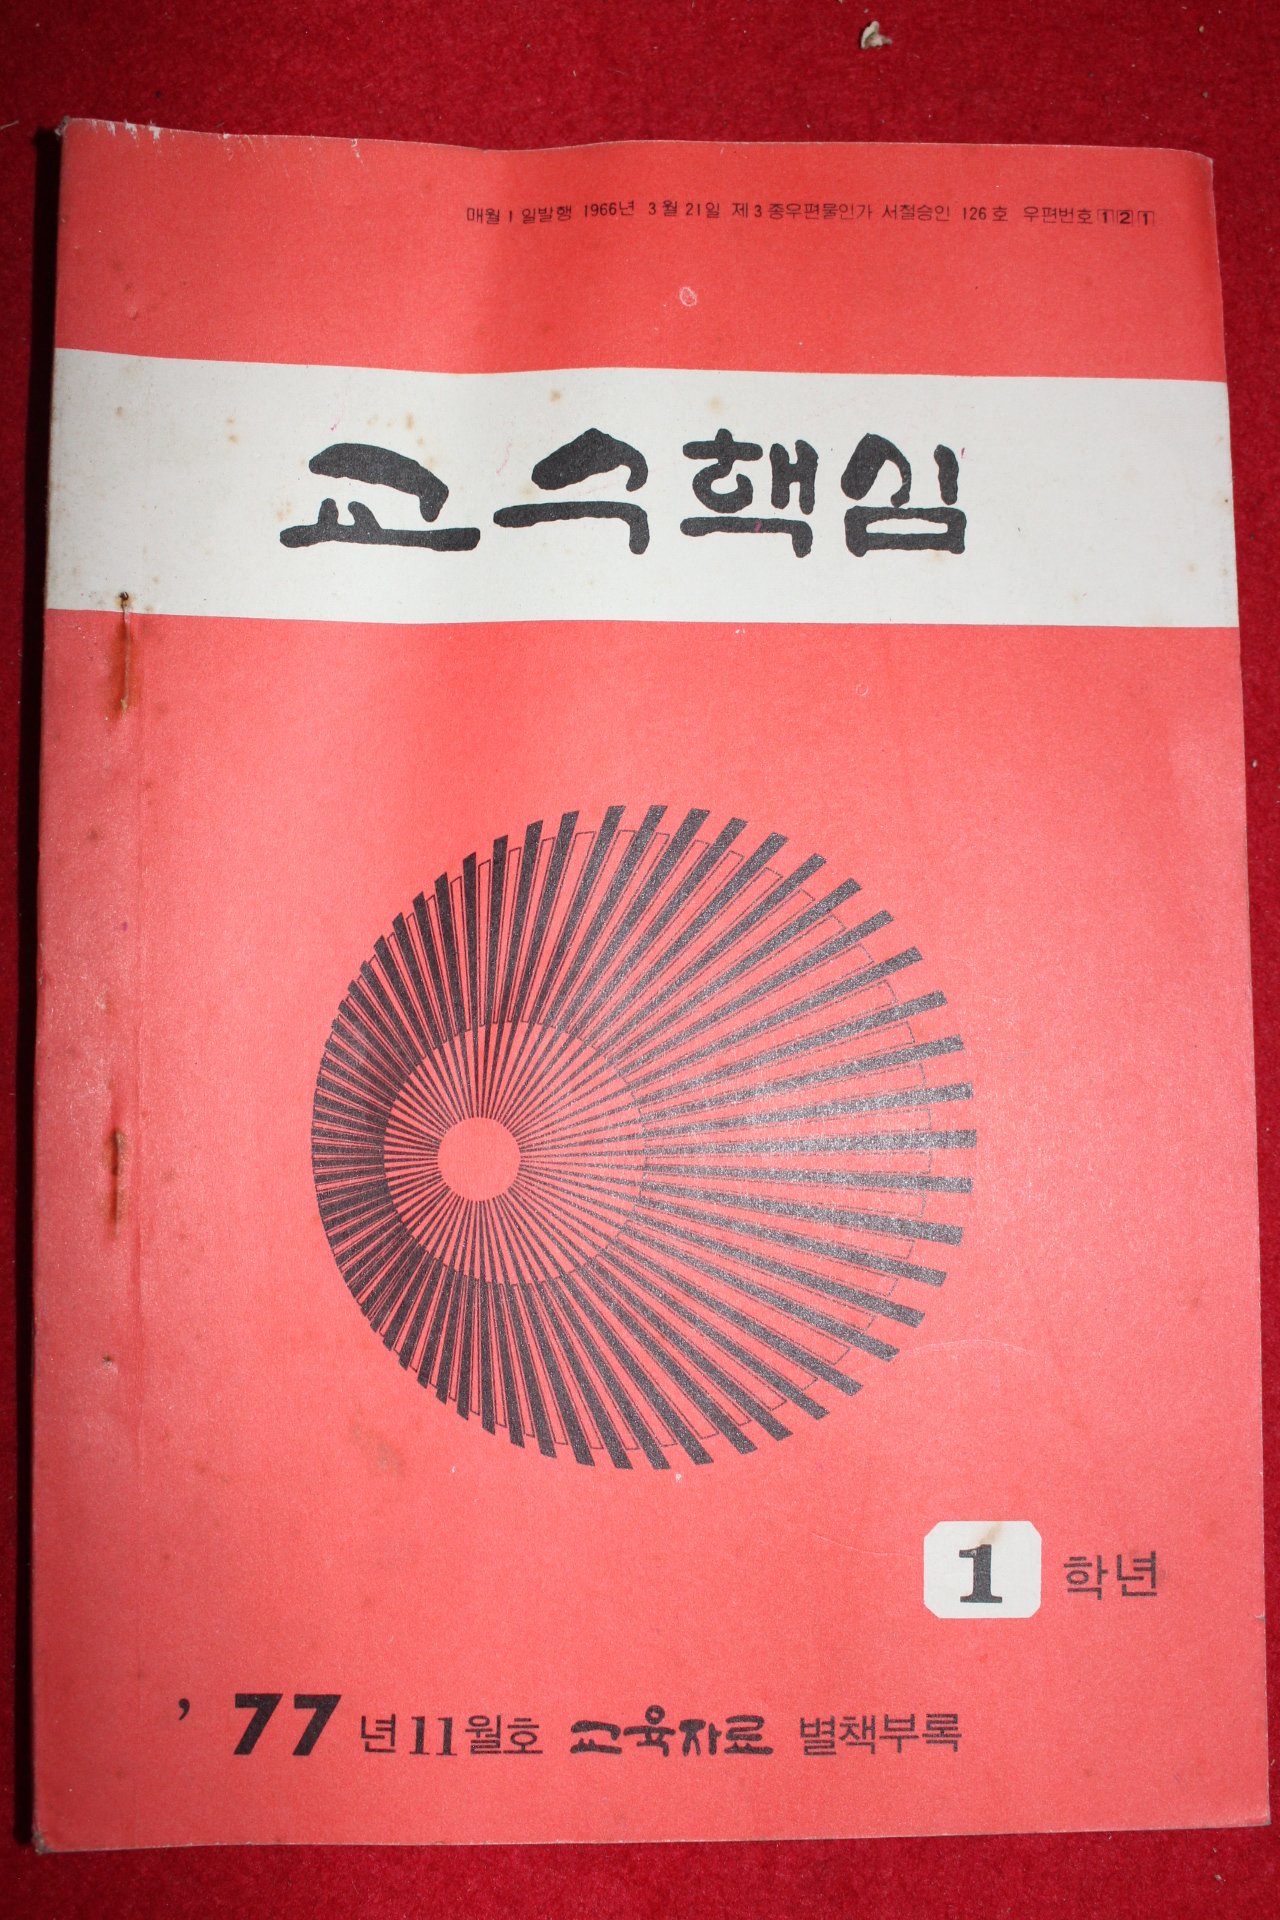 매월 1 일발행 1966년 3월 21일 제 3 종우편물인가 서철승인 126 호 우편번호 1 2 1
교수핵심
1 학년
’77 년 11 월호 교육자료 별책부록